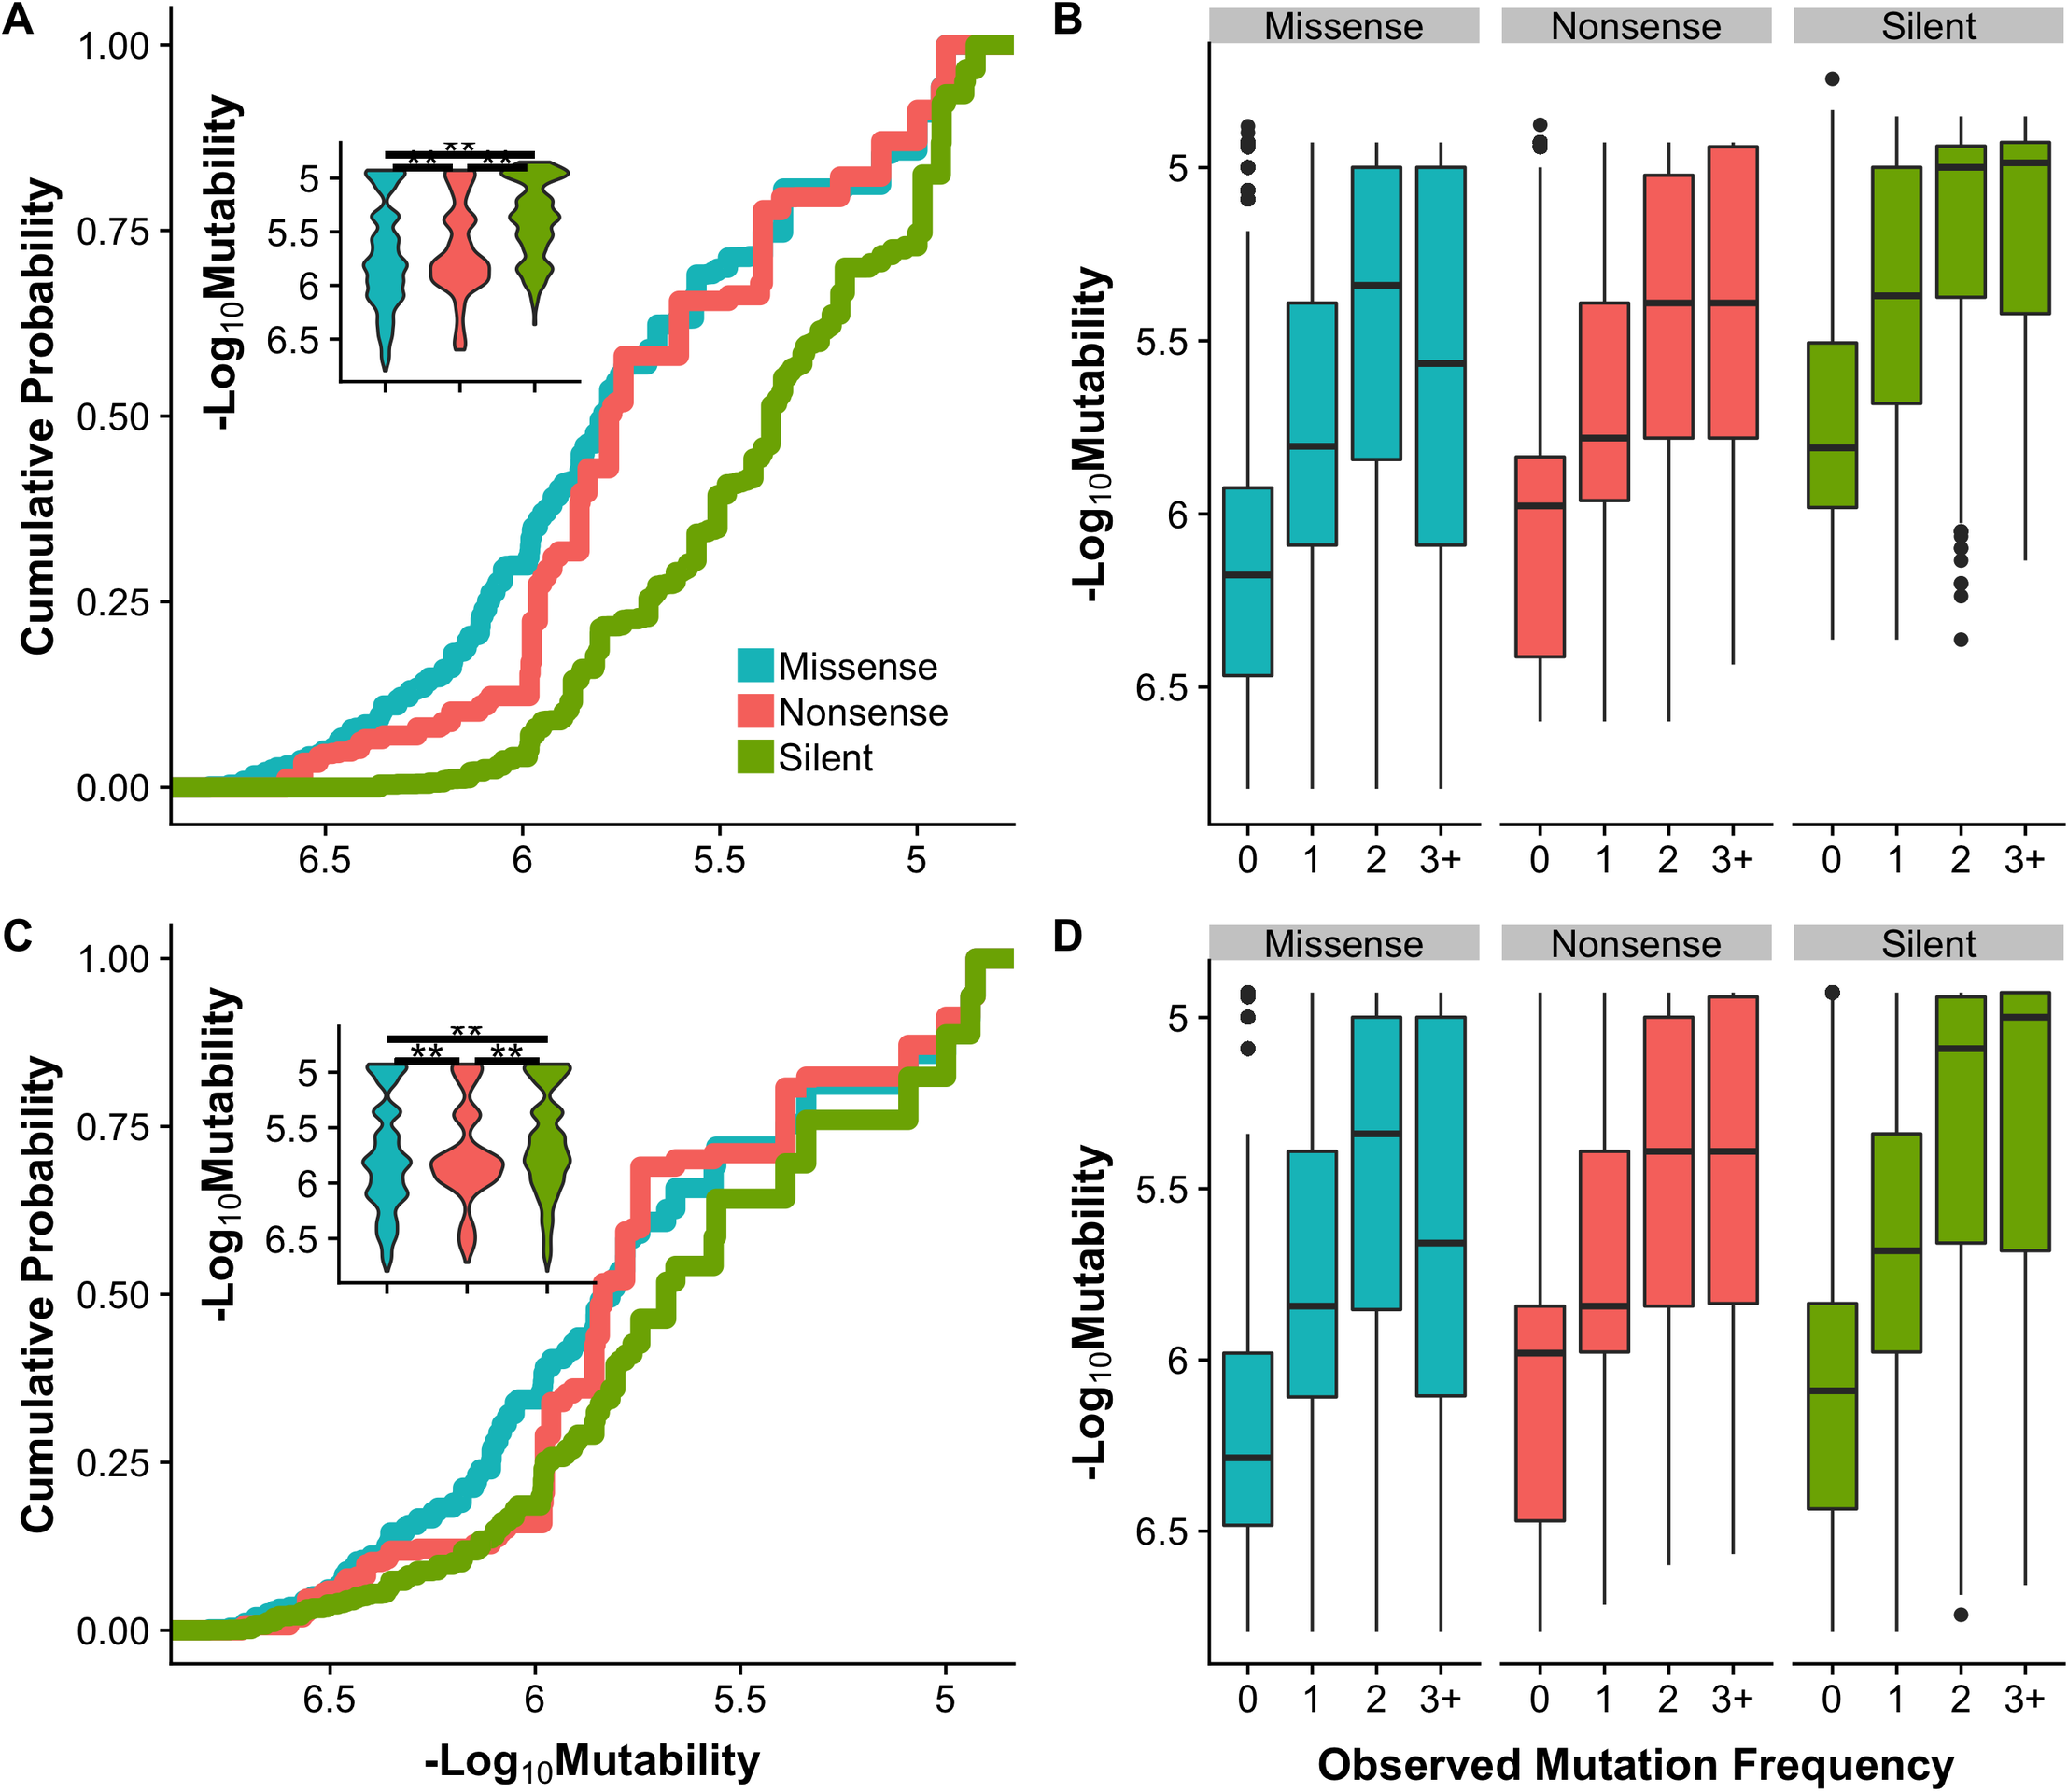 A
Cumulative Probability
1.00
0.75
0.50
0.25
0.00
6.5 6 5.5 5
-Log10Mutability
5
5.5
6
6.5
**
** **
Missense
Nonsense
Silent
B
Missense Nonsense Silent
-Log10Mutability
5
5.5
6
6.5
0 1 2 3+ 0 1 2 3+ 0 1 2 3+
C
Cumulative Probability
1.00
0.75
0.50
0.25
0.00
6.5 6 5.5 5
-Log10Mutability
-Log10Mutability
5
5.5
6
6.5
**
** **
D
Missense Nonsense Silent
-Log10Mutability
5
5.5
6
6.5
0 1 2 3+ 0 1 2 3+ 0 1 2 3+
Observed Mutation Frequency